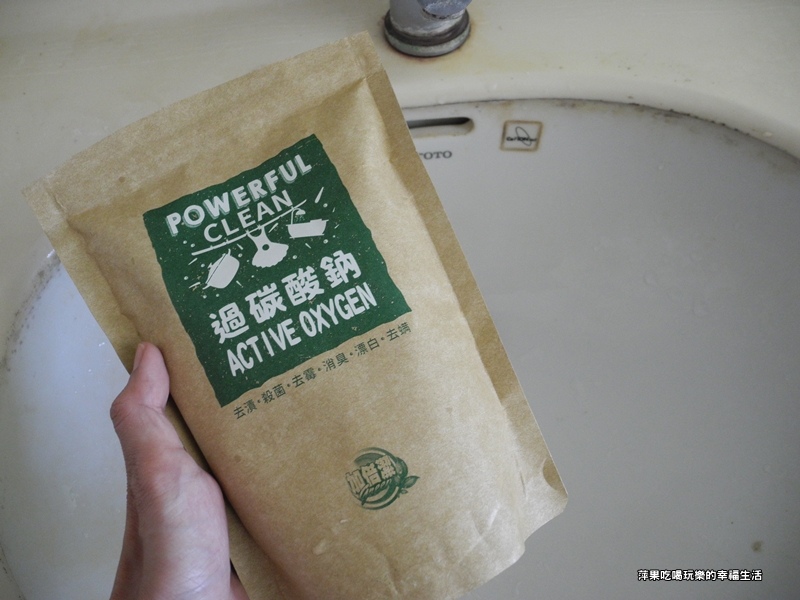 POWERFUL
CLEAN
過碳酸鈉
ACTIVE OXYGEN
去漬・殺菌・去霉・消臭・漂白・去螨
加倍潔
TOTO
萍果吃喝玩樂的幸福生活